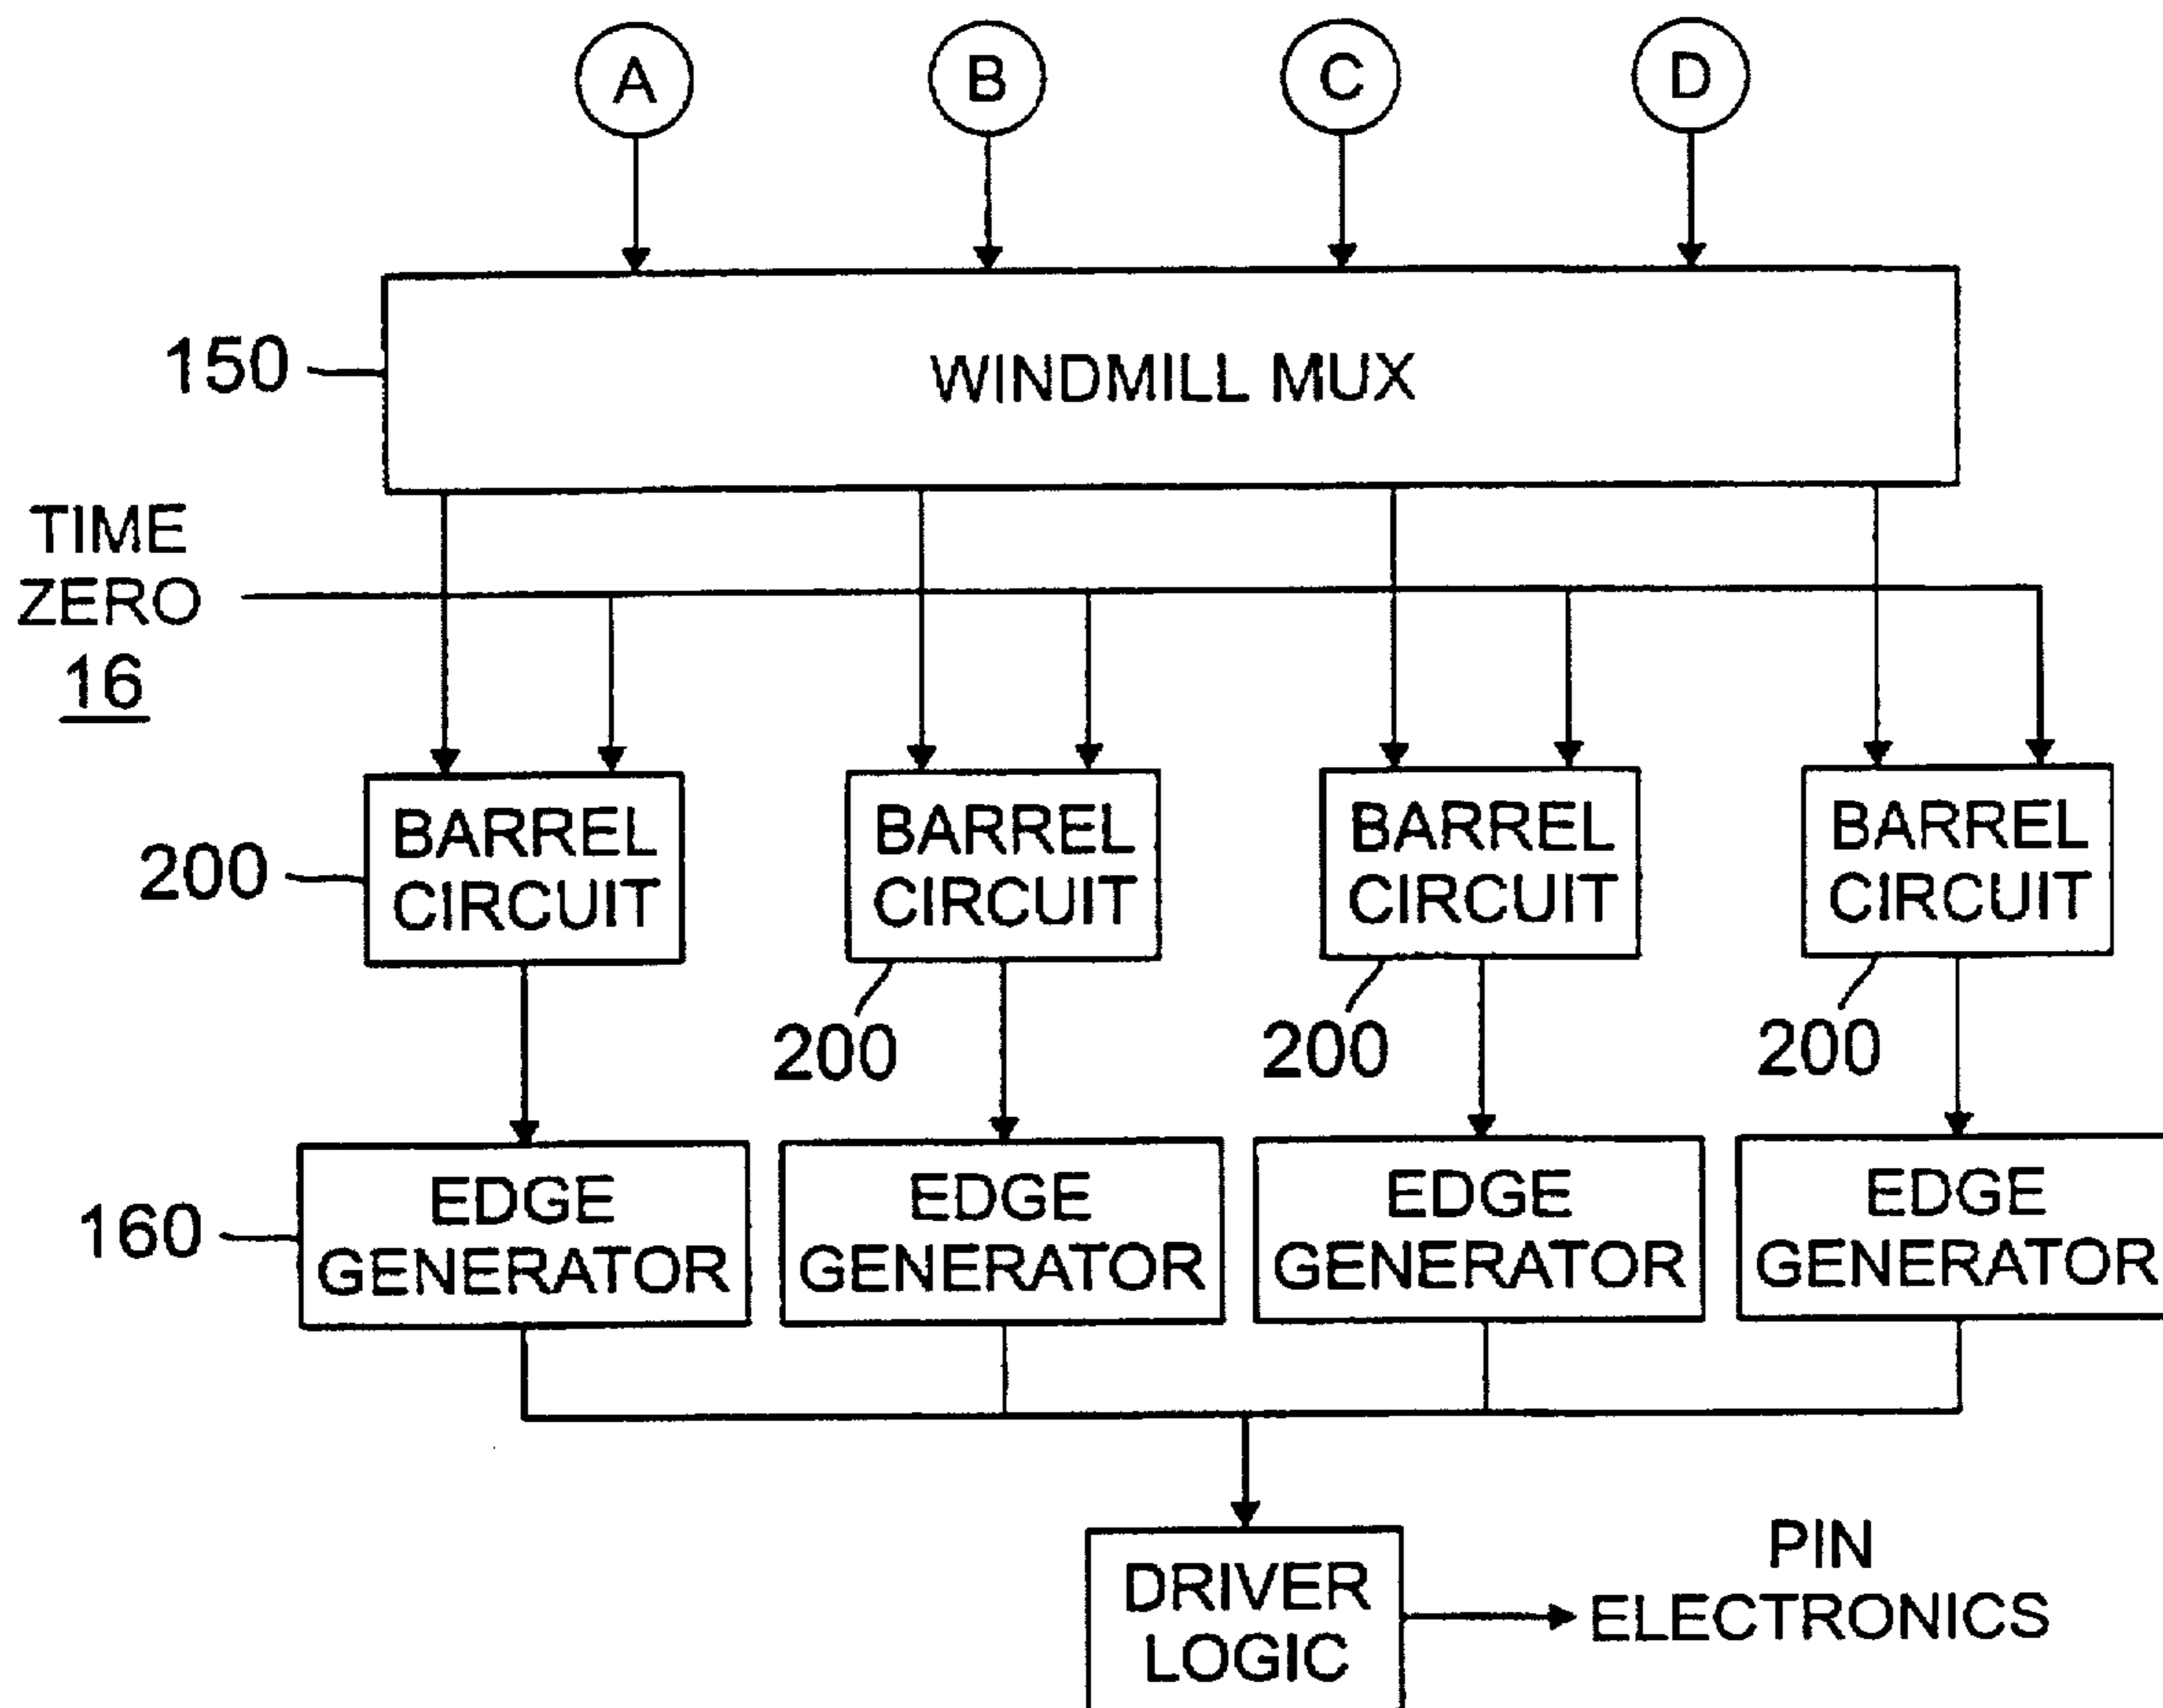 A B C D
150
WINDMILL MUX
TIME
ZERO
16
200
BARREL
CIRCUIT
BARREL
CIRCUIT
BARREL
CIRCUIT
BARREL
CIRCUIT
200
200
200
160
EDGE
GENERATOR
EDGE
GENERATOR
EDGE
GENERATOR
EDGE
GENERATOR
DRIVER
LOGIC
PIN
ELECTRONICS